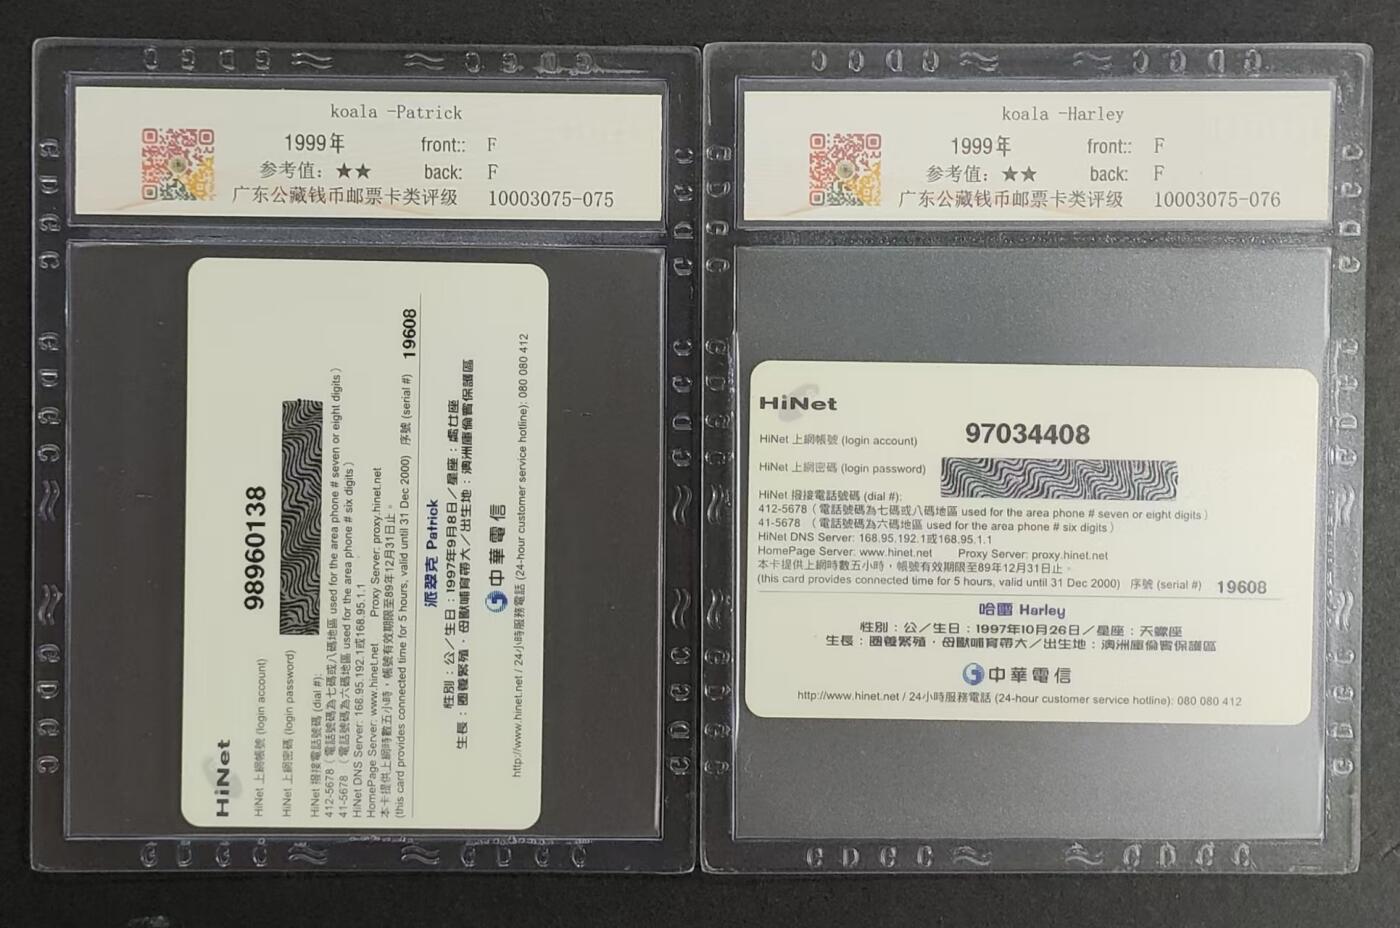 koala -Patrick
1999年 front:: F
参考值：★★ back: F
广东公藏钱币邮票卡类评级 10003075-075
HiNet
HiNet 上網帳號 (login account) 98960138
HiNet 上網密碼 (login password)
HiNet 撥接電話號碼 (dial #):
412-5678（電話號碼為七碼或八碼地區 used for the area phone # seven or eight digits）
41-5678 （電話號碼為六碼地區 used for the area phone # six digits）
HiNet DNS Server: 168.95.192.1或168.95.1.1
HomePage Server: www.hinet.net Proxy Server: proxy.hinet.net
本卡提供上網時數五小時，帳號有效期限至89年12月31日止。
(this card provides connected time for 5 hours, valid until 31 Dec 2000) 序號 (serial #) 19608
派翠克 Patrick
性別：公／生日：1997年9月8日／星座：處女座
生長：圈養繁殖．母獸哺育帶大／出生地：澳洲庫倫賓保護區
中華電信
http://www.hinet.net / 24小時服務電話 (24-hour customer service hotline): 080 080 412
koala -Harley
1999年 front:: F
参考值：★★ back: F
广东公藏钱币邮票卡类评级 10003075-076
HiNet
HiNet 上網帳號 (login account) 97034408
HiNet 上網密碼 (login password)
HiNet 撥接電話號碼 (dial #):
412-5678（電話號碼為七碼或八碼地區 used for the area phone # seven or eight digits）
41-5678 （電話號碼為六碼地區 used for the area phone # six digits）
HiNet DNS Server: 168.95.192.1或168.95.1.1
HomePage Server: www.hinet.net Proxy Server: proxy.hinet.net
本卡提供上網時數五小時，帳號有效期限至89年12月31日止。
(this card provides connected time for 5 hours, valid until 31 Dec 2000) 序號 (serial #) 19608
哈雷 Harley
性別：公／生日：1997年10月26日／星座：天蠍座
生長：圈養繁殖．母獸哺育帶大／出生地：澳洲庫倫賓保護區
中華電信
http://www.hinet.net / 24小時服務電話 (24-hour customer service hotline): 080 080 412